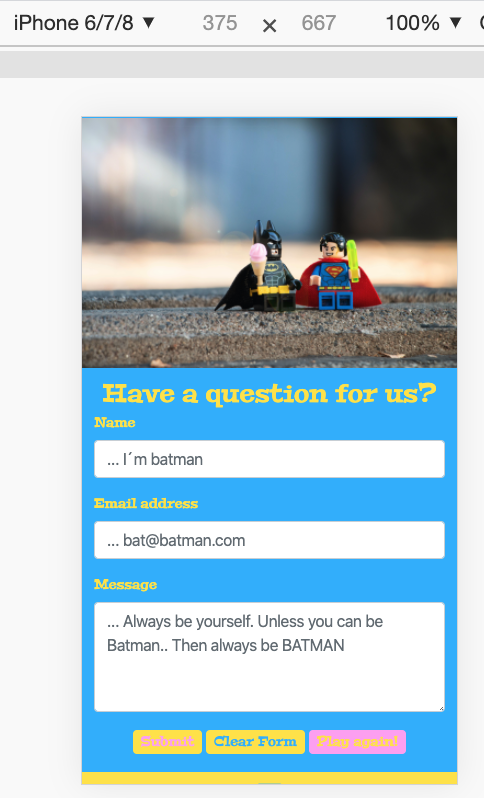 iPhone 6/7/8 ▼ 375 × 667 100% ▼
Have a question for us?
Name
... I´m batman
Email address
... bat@batman.com
Message
... Always be yourself. Unless you can be
Batman.. Then always be BATMAN
Submit Clear Form Play again!